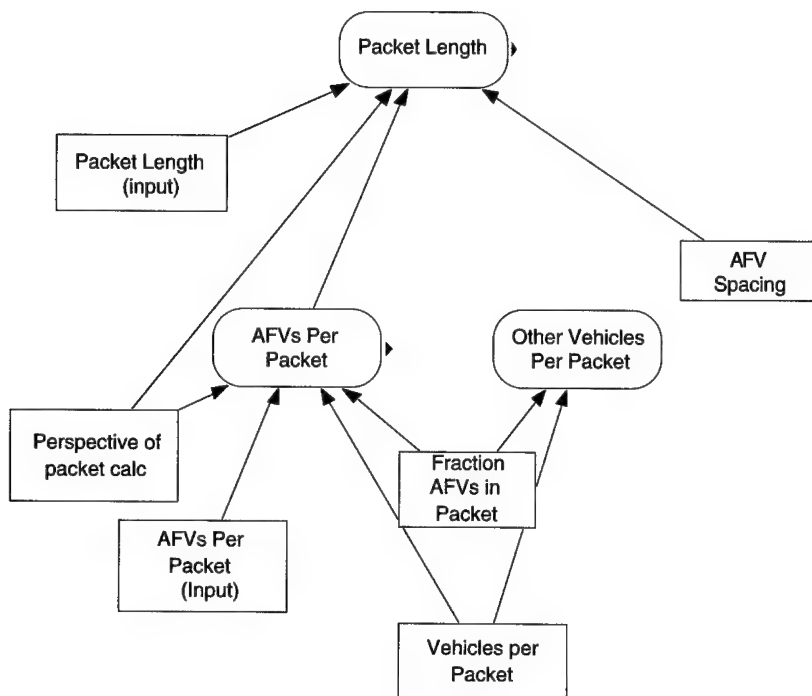 Packet Length
Packet Length
(input)
AFV
Spacing
AFVs Per
Packet
Other Vehicles
Per Packet
Perspective of
packet calc
Fraction
AFVs in
Packet
AFVs Per
Packet
(Input)
Vehicles per
Packet